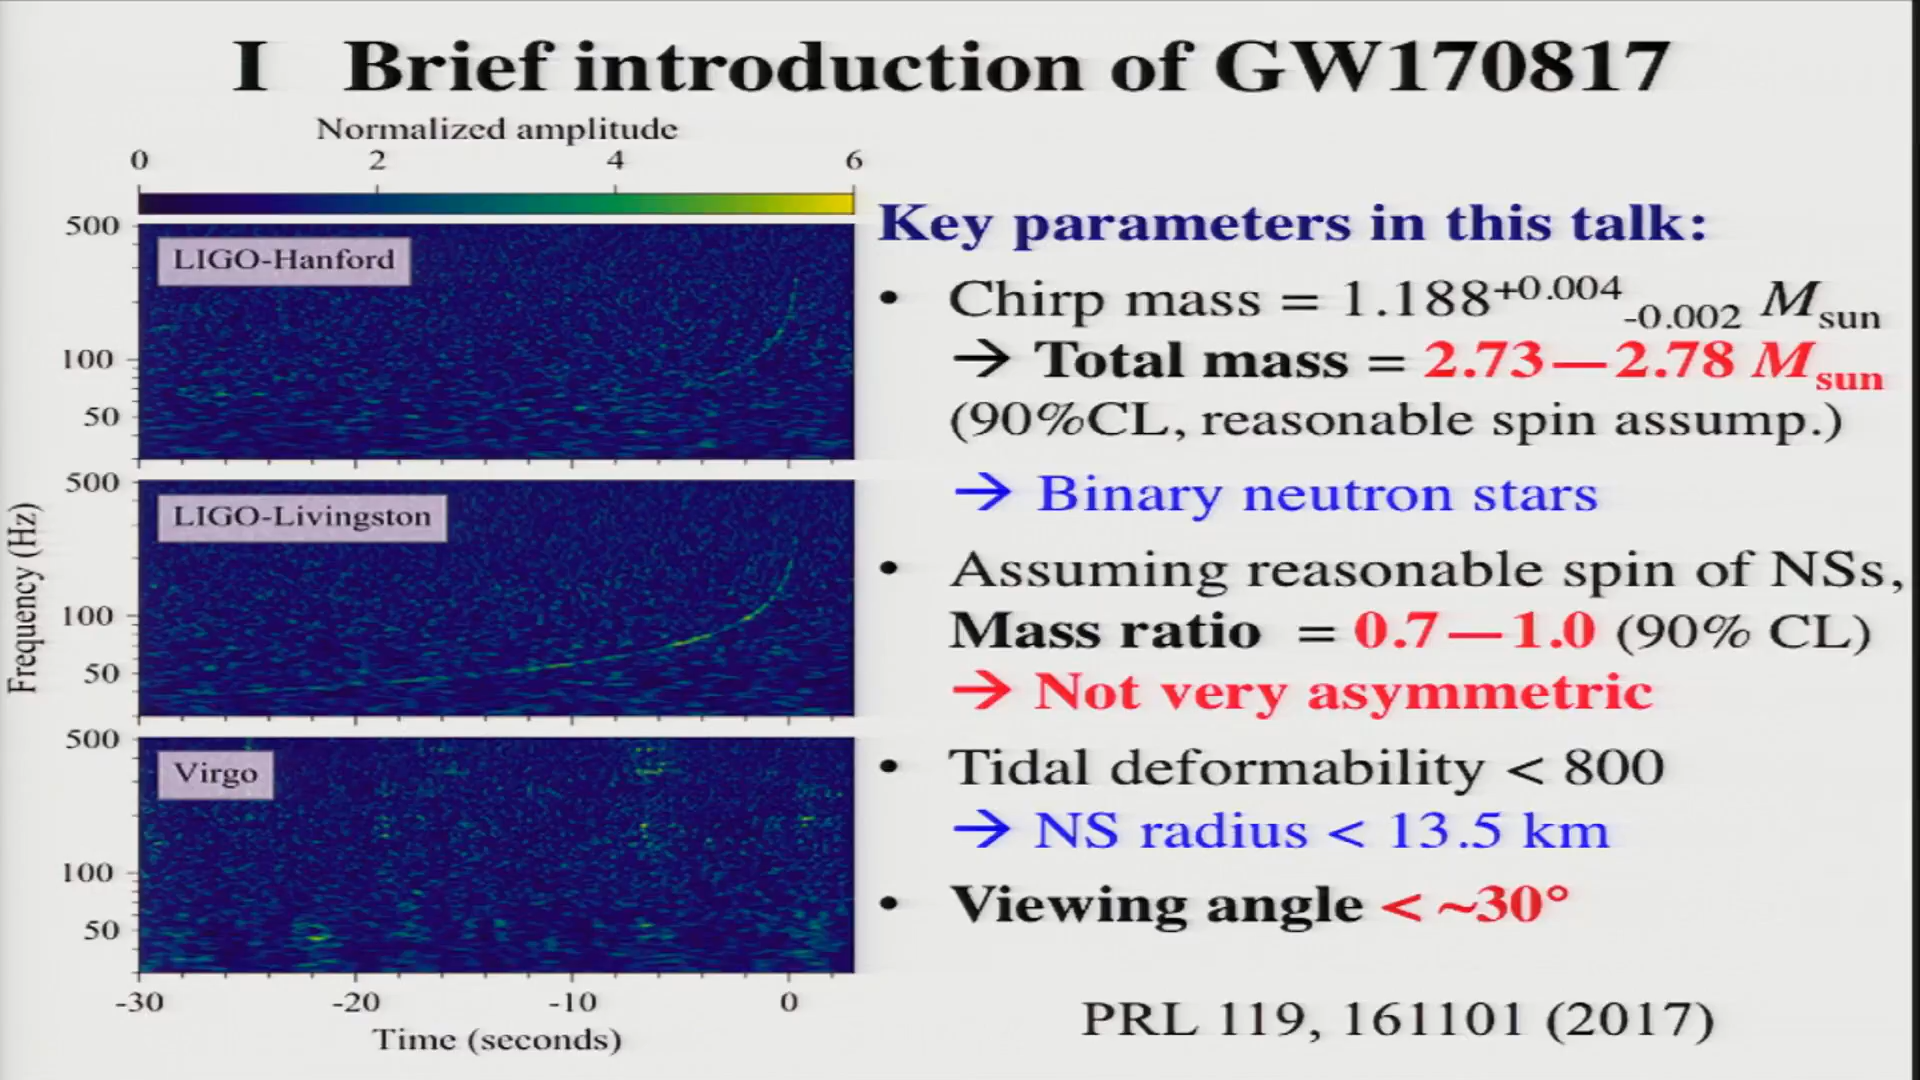 I Brief introduction of GW170817
Normalized amplitude
0 2 4 6
500
LIGO-Hanford
100
50
500
LIGO-Livingston
100
50
500
Virgo
100
50
Frequency (Hz)
-30 -20 -10 0
Time (seconds)
Key parameters in this talk:
• Chirp mass = 1.188+0.004 -0.002 Msun
→ Total mass = 2.73—2.78 Msun
(90%CL, reasonable spin assump.)
→ Binary neutron stars
• Assuming reasonable spin of NSs,
Mass ratio = 0.7—1.0 (90% CL)
→ Not very asymmetric
• Tidal deformability < 800
→ NS radius < 13.5 km
• Viewing angle < ~30°
PRL 119, 161101 (2017)